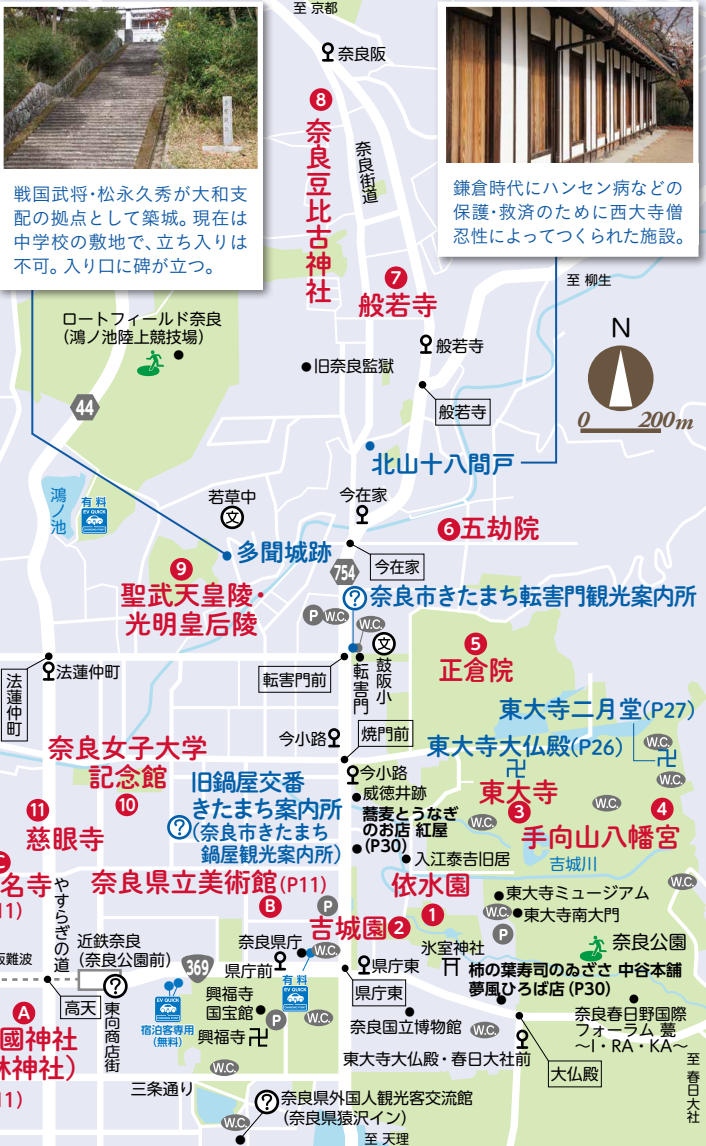 至 京都
奈良阪
戦国武将・松永久秀が大和支
配の拠点として築城。現在は
中学校の敷地で、立ち入りは
不可。入り口に碑が立つ。
鎌倉時代にハンセン病などの
保護・救済のために西大寺僧
忍性によってつくられた施設。
8
奈良豆比古神社
奈良街道
7
般若寺
至 柳生
ロートフィールド奈良
(鴻ノ池陸上競技場)
般若寺
旧奈良監獄
般若寺
N
0 200m
44
北山十八間戸
鴻ノ池
有料
EV QUICK
若草中
文
今在家
6 五劫院
多聞城跡
今在家
754
9
聖武天皇陵・
光明皇后陵
? 奈良市きたまち転害門観光案内所
P W.C.
W.C.
文
鼓阪小
5
正倉院
法蓮仲町
法蓮仲町
転害門前
転害門
東大寺二月堂(P27)
W.C.
今小路
焼門前
東大寺大仏殿(P26)
W.C.
奈良女子大学
記念館
10
旧鍋屋交番
きたまち案内所
? (奈良市きたまち
鍋屋観光案内所)
今小路
威徳井跡
蕎麦とうなぎ
のお店 紅屋
(P30)
東大寺
3
W.C.
W.C.
4
手向山八幡宮
吉城川
11
慈眼寺
入江泰吉旧居
W.C.
C
名寺
11)
やすらぎの道
奈良県立美術館(P11)
B
P
依水園
1
吉城園 2
東大寺ミュージアム
W.C.
東大寺南大門
P
奈良公園
阪難波
近鉄奈良
(奈良公園前)
369
奈良県庁
W.C.
県庁前
県庁東
氷室神社
柿の葉寿司のゐざさ 中谷本舗
夢風ひろば店(P30)
高天
?
東向商店街
EV QUICK
宿泊客専用
(無料)
有料
EV QUICK
県庁東
興福寺
国宝館
P
W.C.
興福寺
奈良国立博物館
W.C.
奈良春日野国際
フォーラム 甍
~I・RA・KA~
A
國神社
林神社)
11)
W.C.
東大寺大仏殿・春日大社前
大仏殿
至 春日大社
三条通り
W.C.
? 奈良県外国人観光客交流館
(奈良県猿沢イン)
至 天理